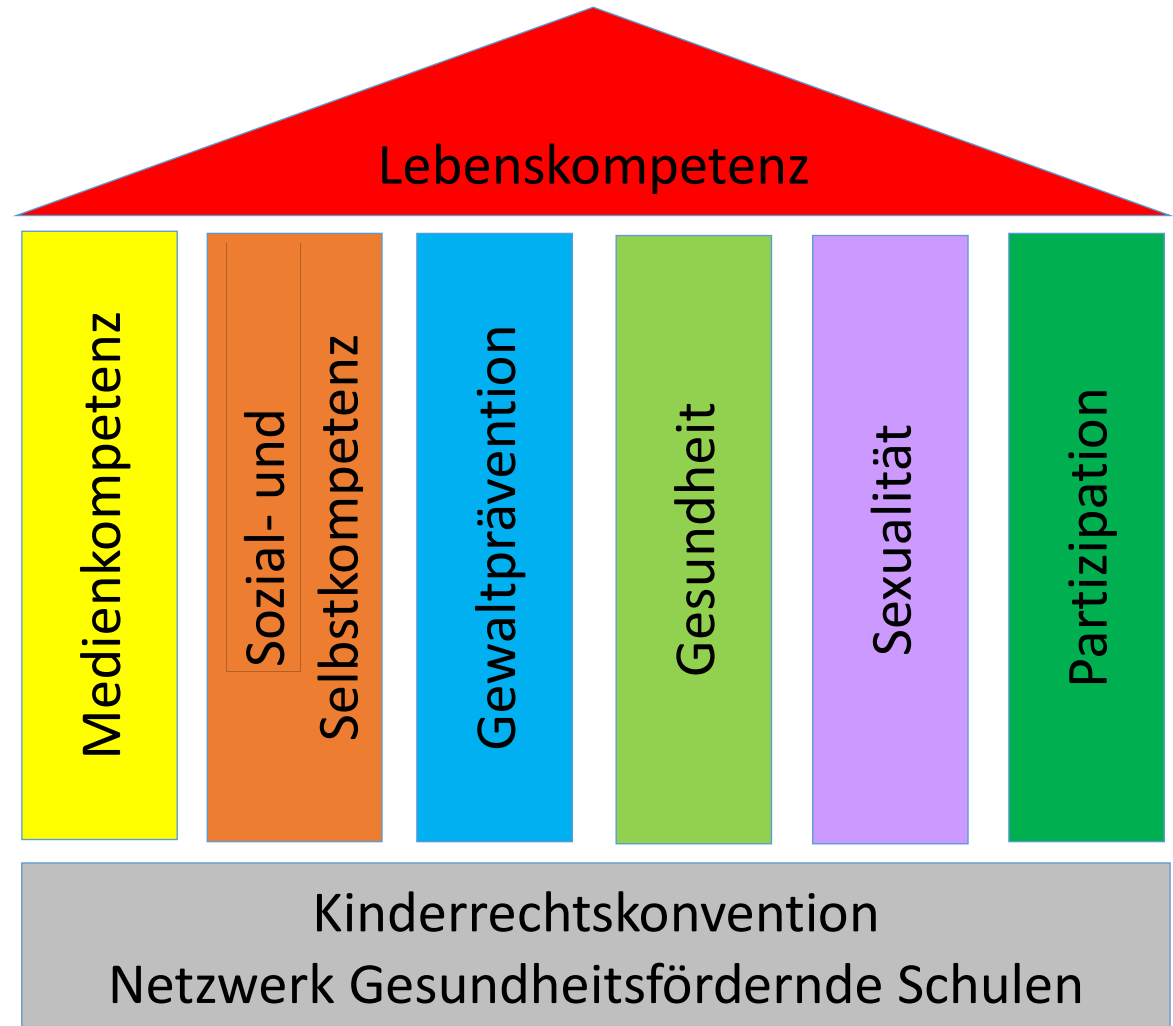 Lebenskompetenz
Medienkompetenz
Sozial- und
Selbstkompetenz
Gewaltprävention
Gesundheit
Sexualität
Partizipation
Kinderrechtskonvention
Netzwerk Gesundheitsfördernde Schulen